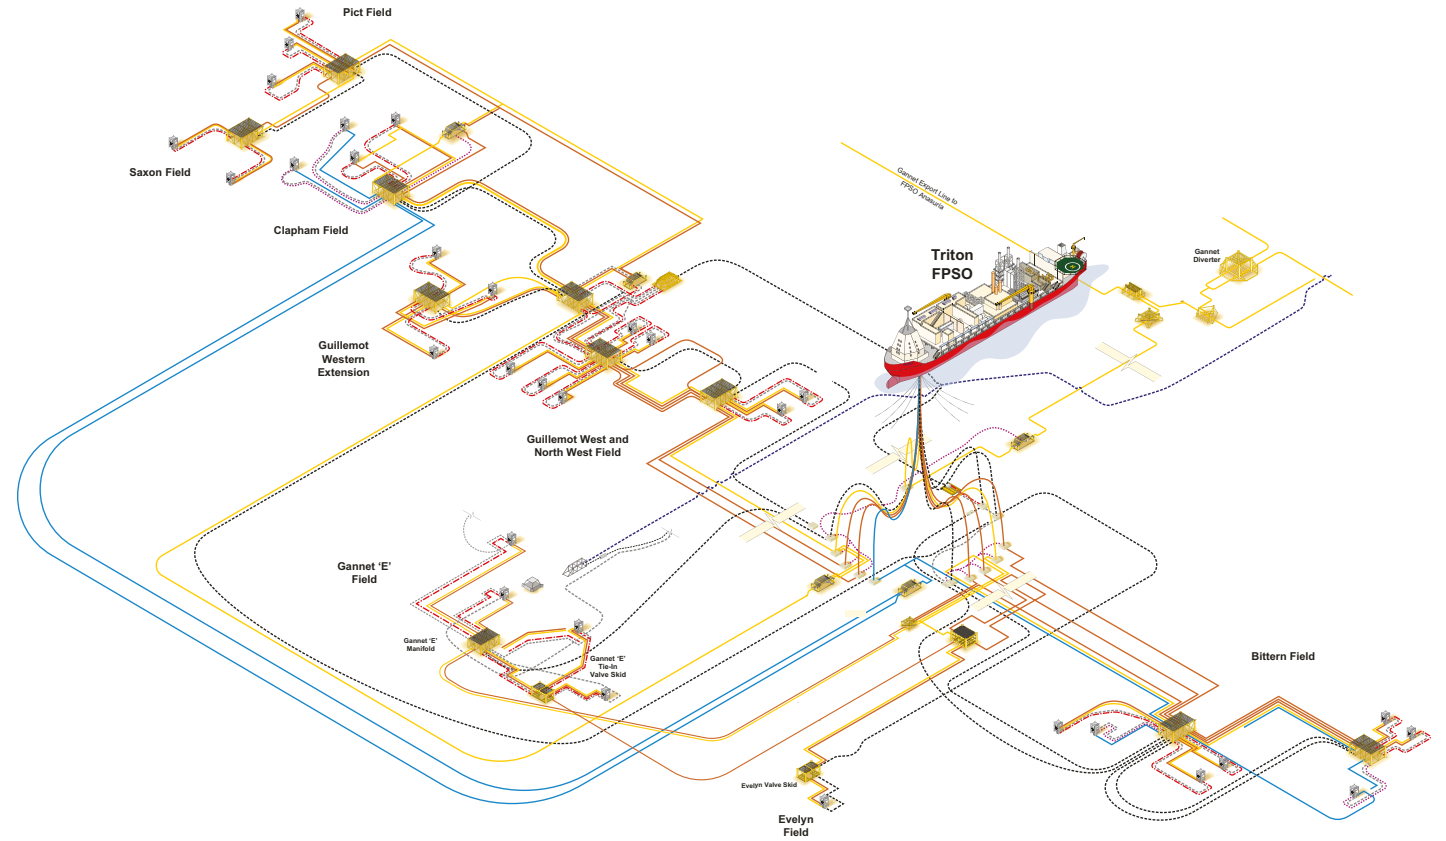 Pict Field
Saxon Field
Clapham Field
Gannet Export Line to
FPSO Anasuria
Triton
FPSO
Gannet
Diverter
Guillemot
Western
Extension
Guillemot West and
North West Field
Gannet ‘E’
Field
Gannet ‘E’
Manifold
Gannet ‘E’
Tie-In
Valve Skid
Bittern Field
Evelyn Valve Skid
Evelyn
Field